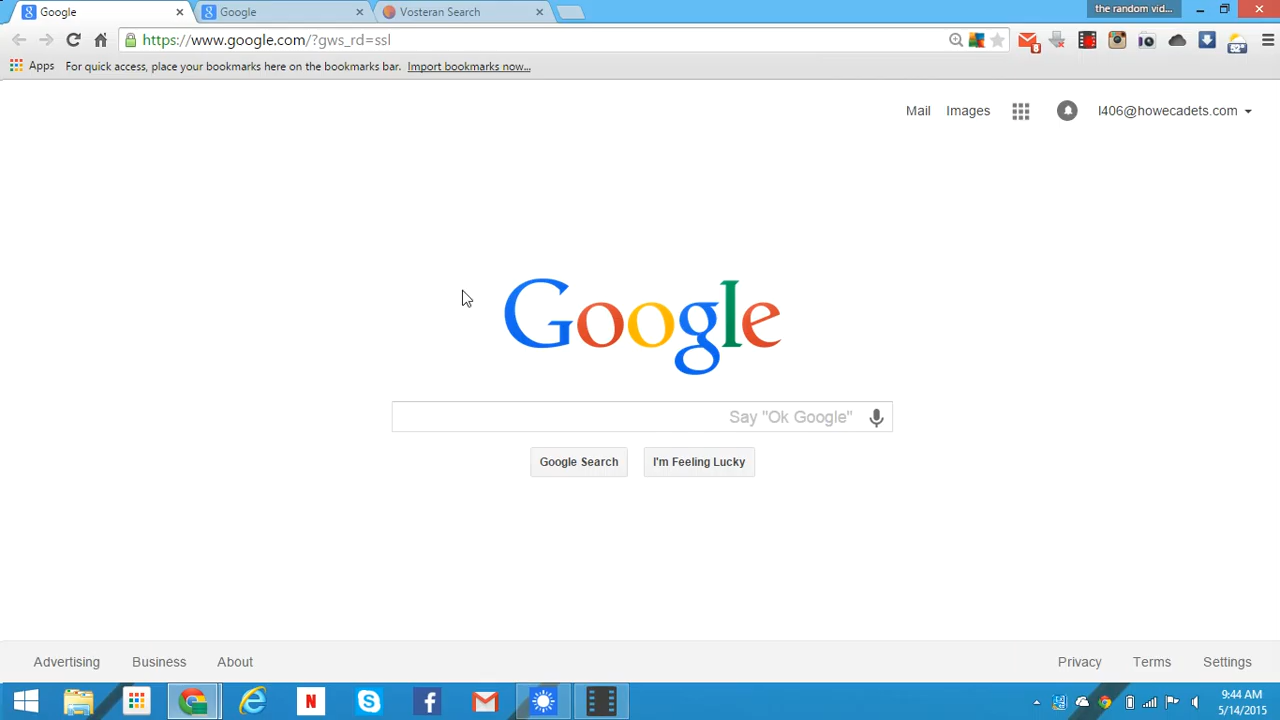 Google
Google
Vosteran Search
the random vid...
https://www.google.com/?gws_rd=ssl
8
52°
Apps
For quick access, place your bookmarks here on the bookmarks bar.
Import bookmarks now...
Mail
Images
l406@howecadets.com
Google
Say "Ok Google"
Google Search
I'm Feeling Lucky
Advertising
Business
About
Privacy
Terms
Settings
9:44 AM
5/14/2015